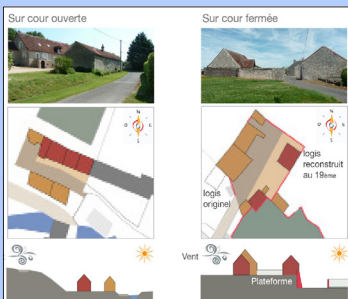 Sur cour ouverte
Sur cour fermée
logis
reconstruit
au 19ème
logis
originel
Vent
Plateforme